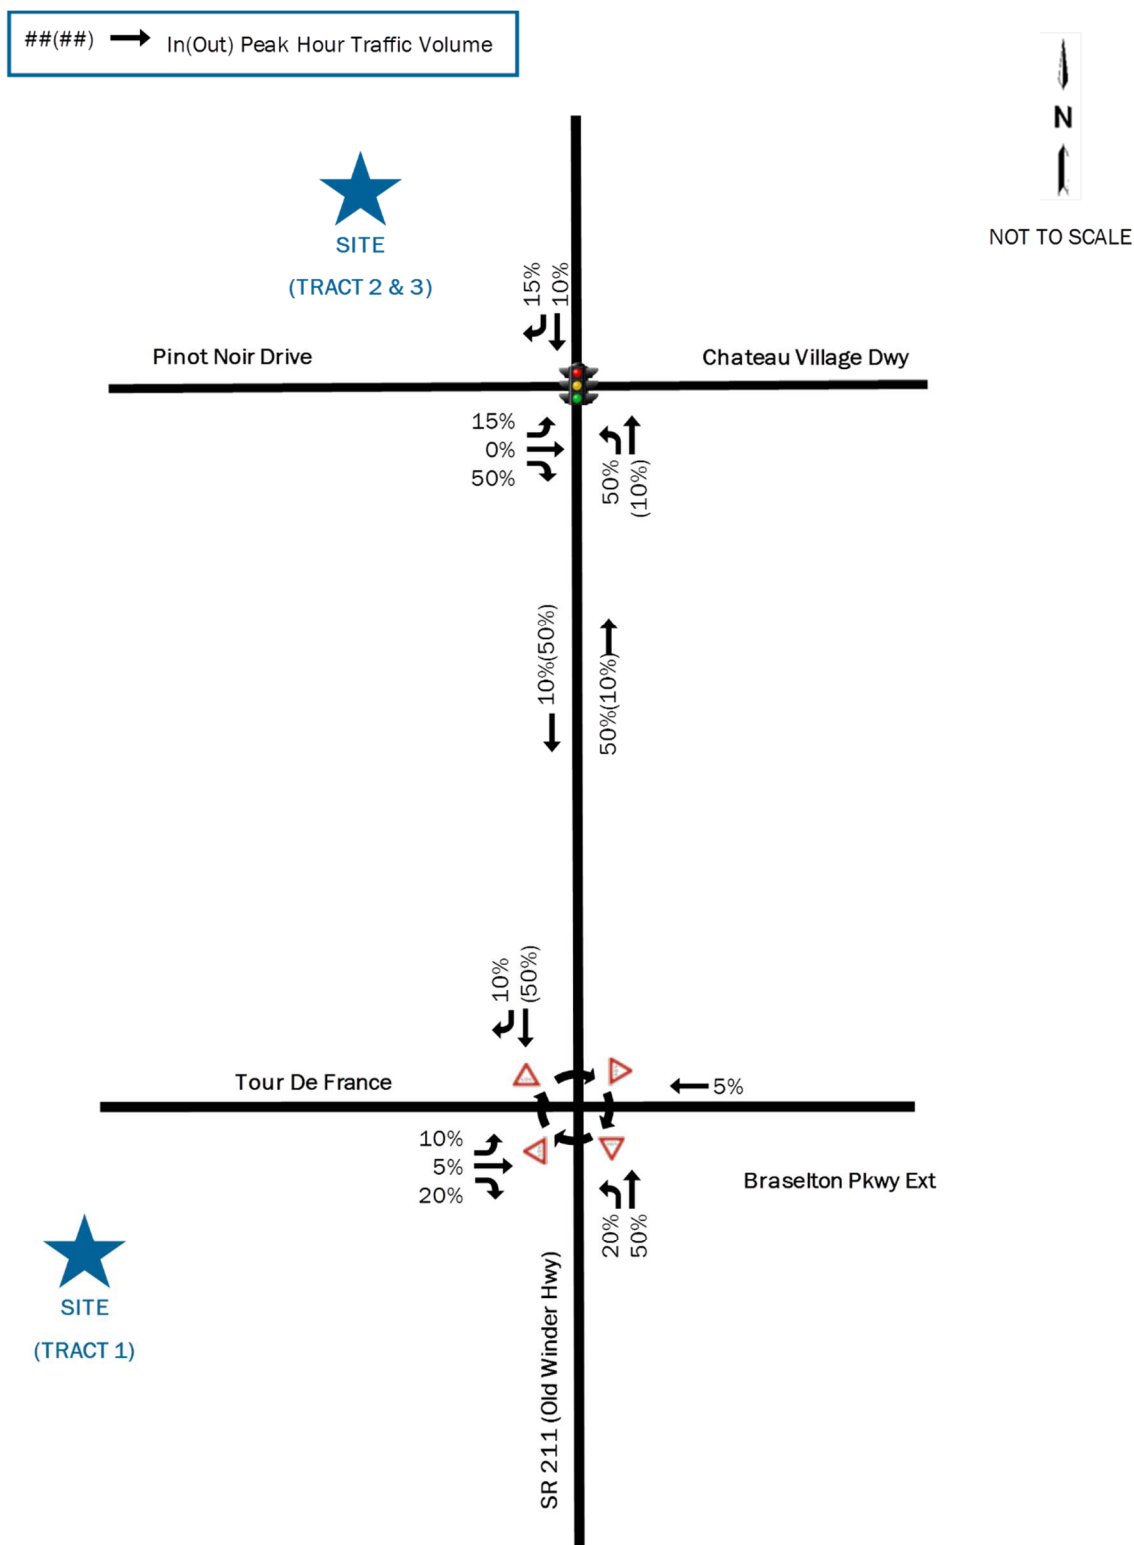 ##(##) In(Out) Peak Hour Traffic Volume
N
NOT TO SCALE
SITE
(TRACT 2 & 3)
15%
10%
Pinot Noir Drive
Chateau Village Dwy
15%
0%
50%
50%
(10%)
10%(50%)
50%(10%)
10%
(50%)
Tour De France
5%
10%
5%
20%
Braselton Pkwy Ext
20%
50%
SITE
(TRACT 1)
SR 211 (Old Winder Hwy)